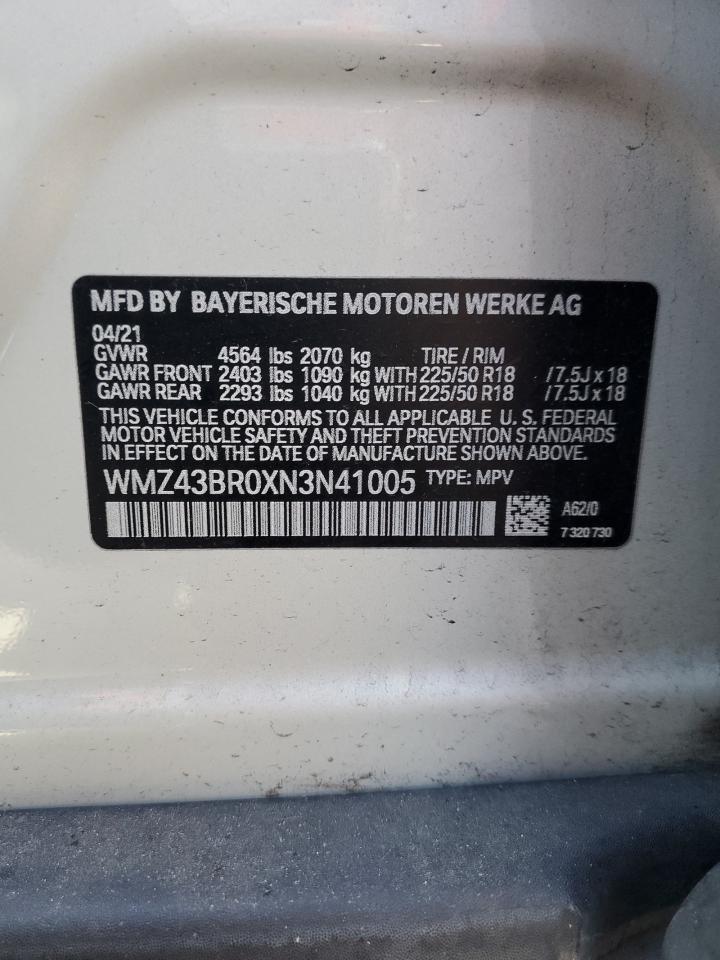 MFD BY BAYERISCHE MOTOREN WERKE AG
04/21
GVWR 4564 lbs 2070 kg TIRE / RIM
GAWR FRONT 2403 lbs 1090 kg WITH 225/50 R18 /7.5J x 18
GAWR REAR 2293 lbs 1040 kg WITH 225/50 R18 /7.5J x 18
THIS VEHICLE CONFORMS TO ALL APPLICABLE U. S. FEDERAL
MOTOR VEHICLE SAFETY AND THEFT PREVENTION STANDARDS
IN EFFECT ON THE DATE OF MANUFACTURE SHOWN ABOVE.
WMZ43BR0XN3N41005 TYPE: MPV
A62/0
7 320 730